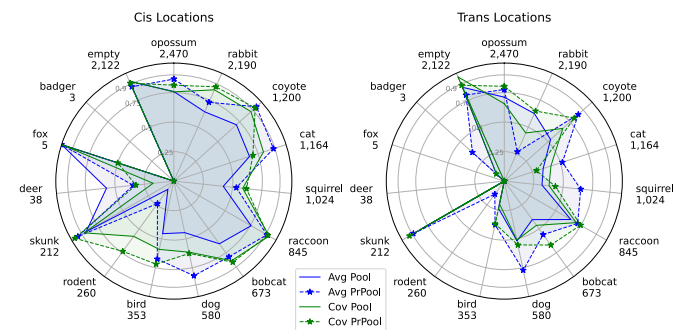 Cis Locations
Trans Locations
opossum
2,470
rabbit
2,190
coyote
1,200
cat
1,164
squirrel
1,024
raccoon
845
bobcat
673
dog
580
bird
353
rodent
260
skunk
212
deer
38
fox
5
badger
3
empty
2,122
opossum
2,470
rabbit
2,190
coyote
1,200
cat
1,164
squirrel
1,024
raccoon
845
bobcat
673
dog
580
bird
353
rodent
260
skunk
212
deer
38
fox
5
badger
3
empty
2,122
Avg Pool
Avg PrPool
Cov Pool
Cov PrPool